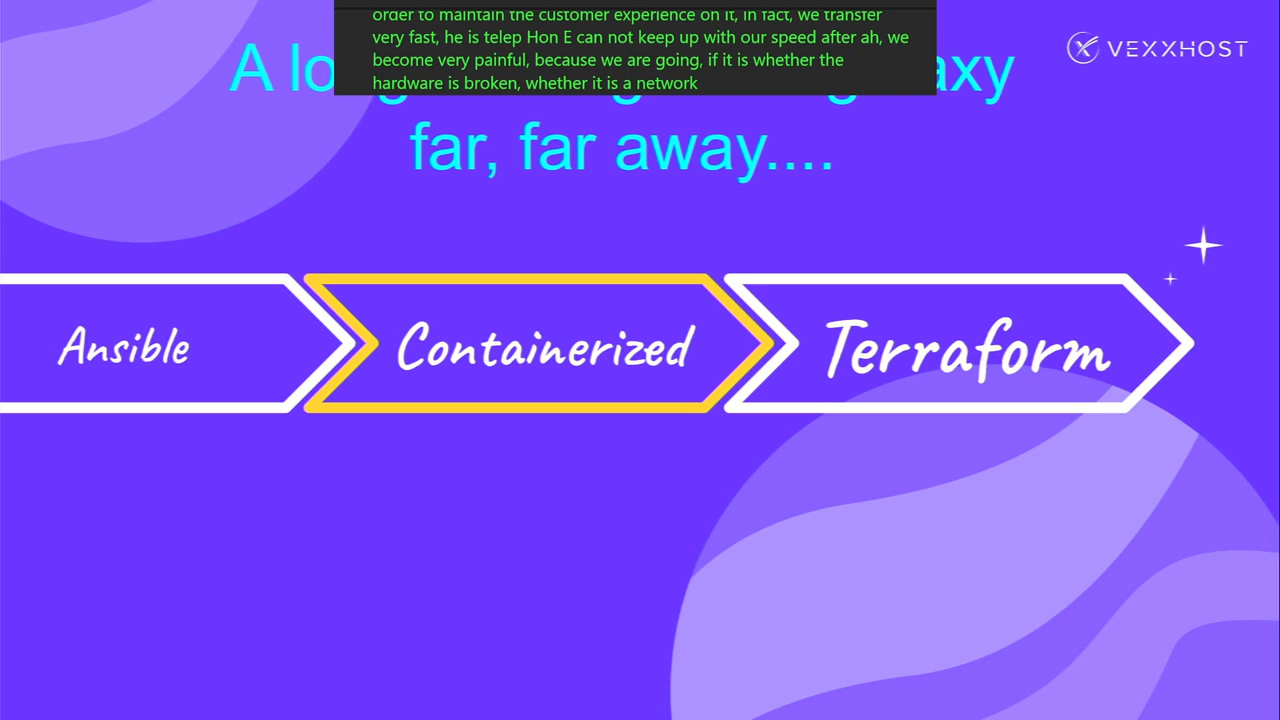 order to maintain the customer experience on it, in fact, we transfer
very fast, he is telep Hon E can not keep up with our speed after ah, we
become very painful, because we are going, if it is whether the
hardware is broken, whether it is a network
VEXXHOST
A lo axy
far, far away....
Ansible
Containerized
Terraform